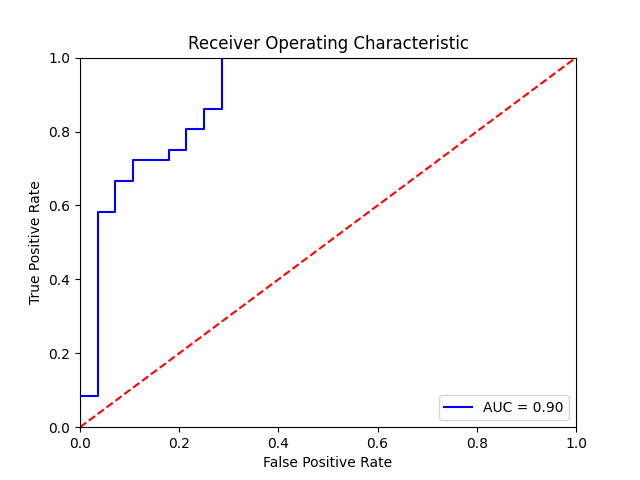 Receiver Operating Characteristic
1.0
0.8
0.6
0.4
0.2
0.0
True Positive Rate
AUC = 0.90
0.0 0.2 0.4 0.6 0.8 1.0
False Positive Rate